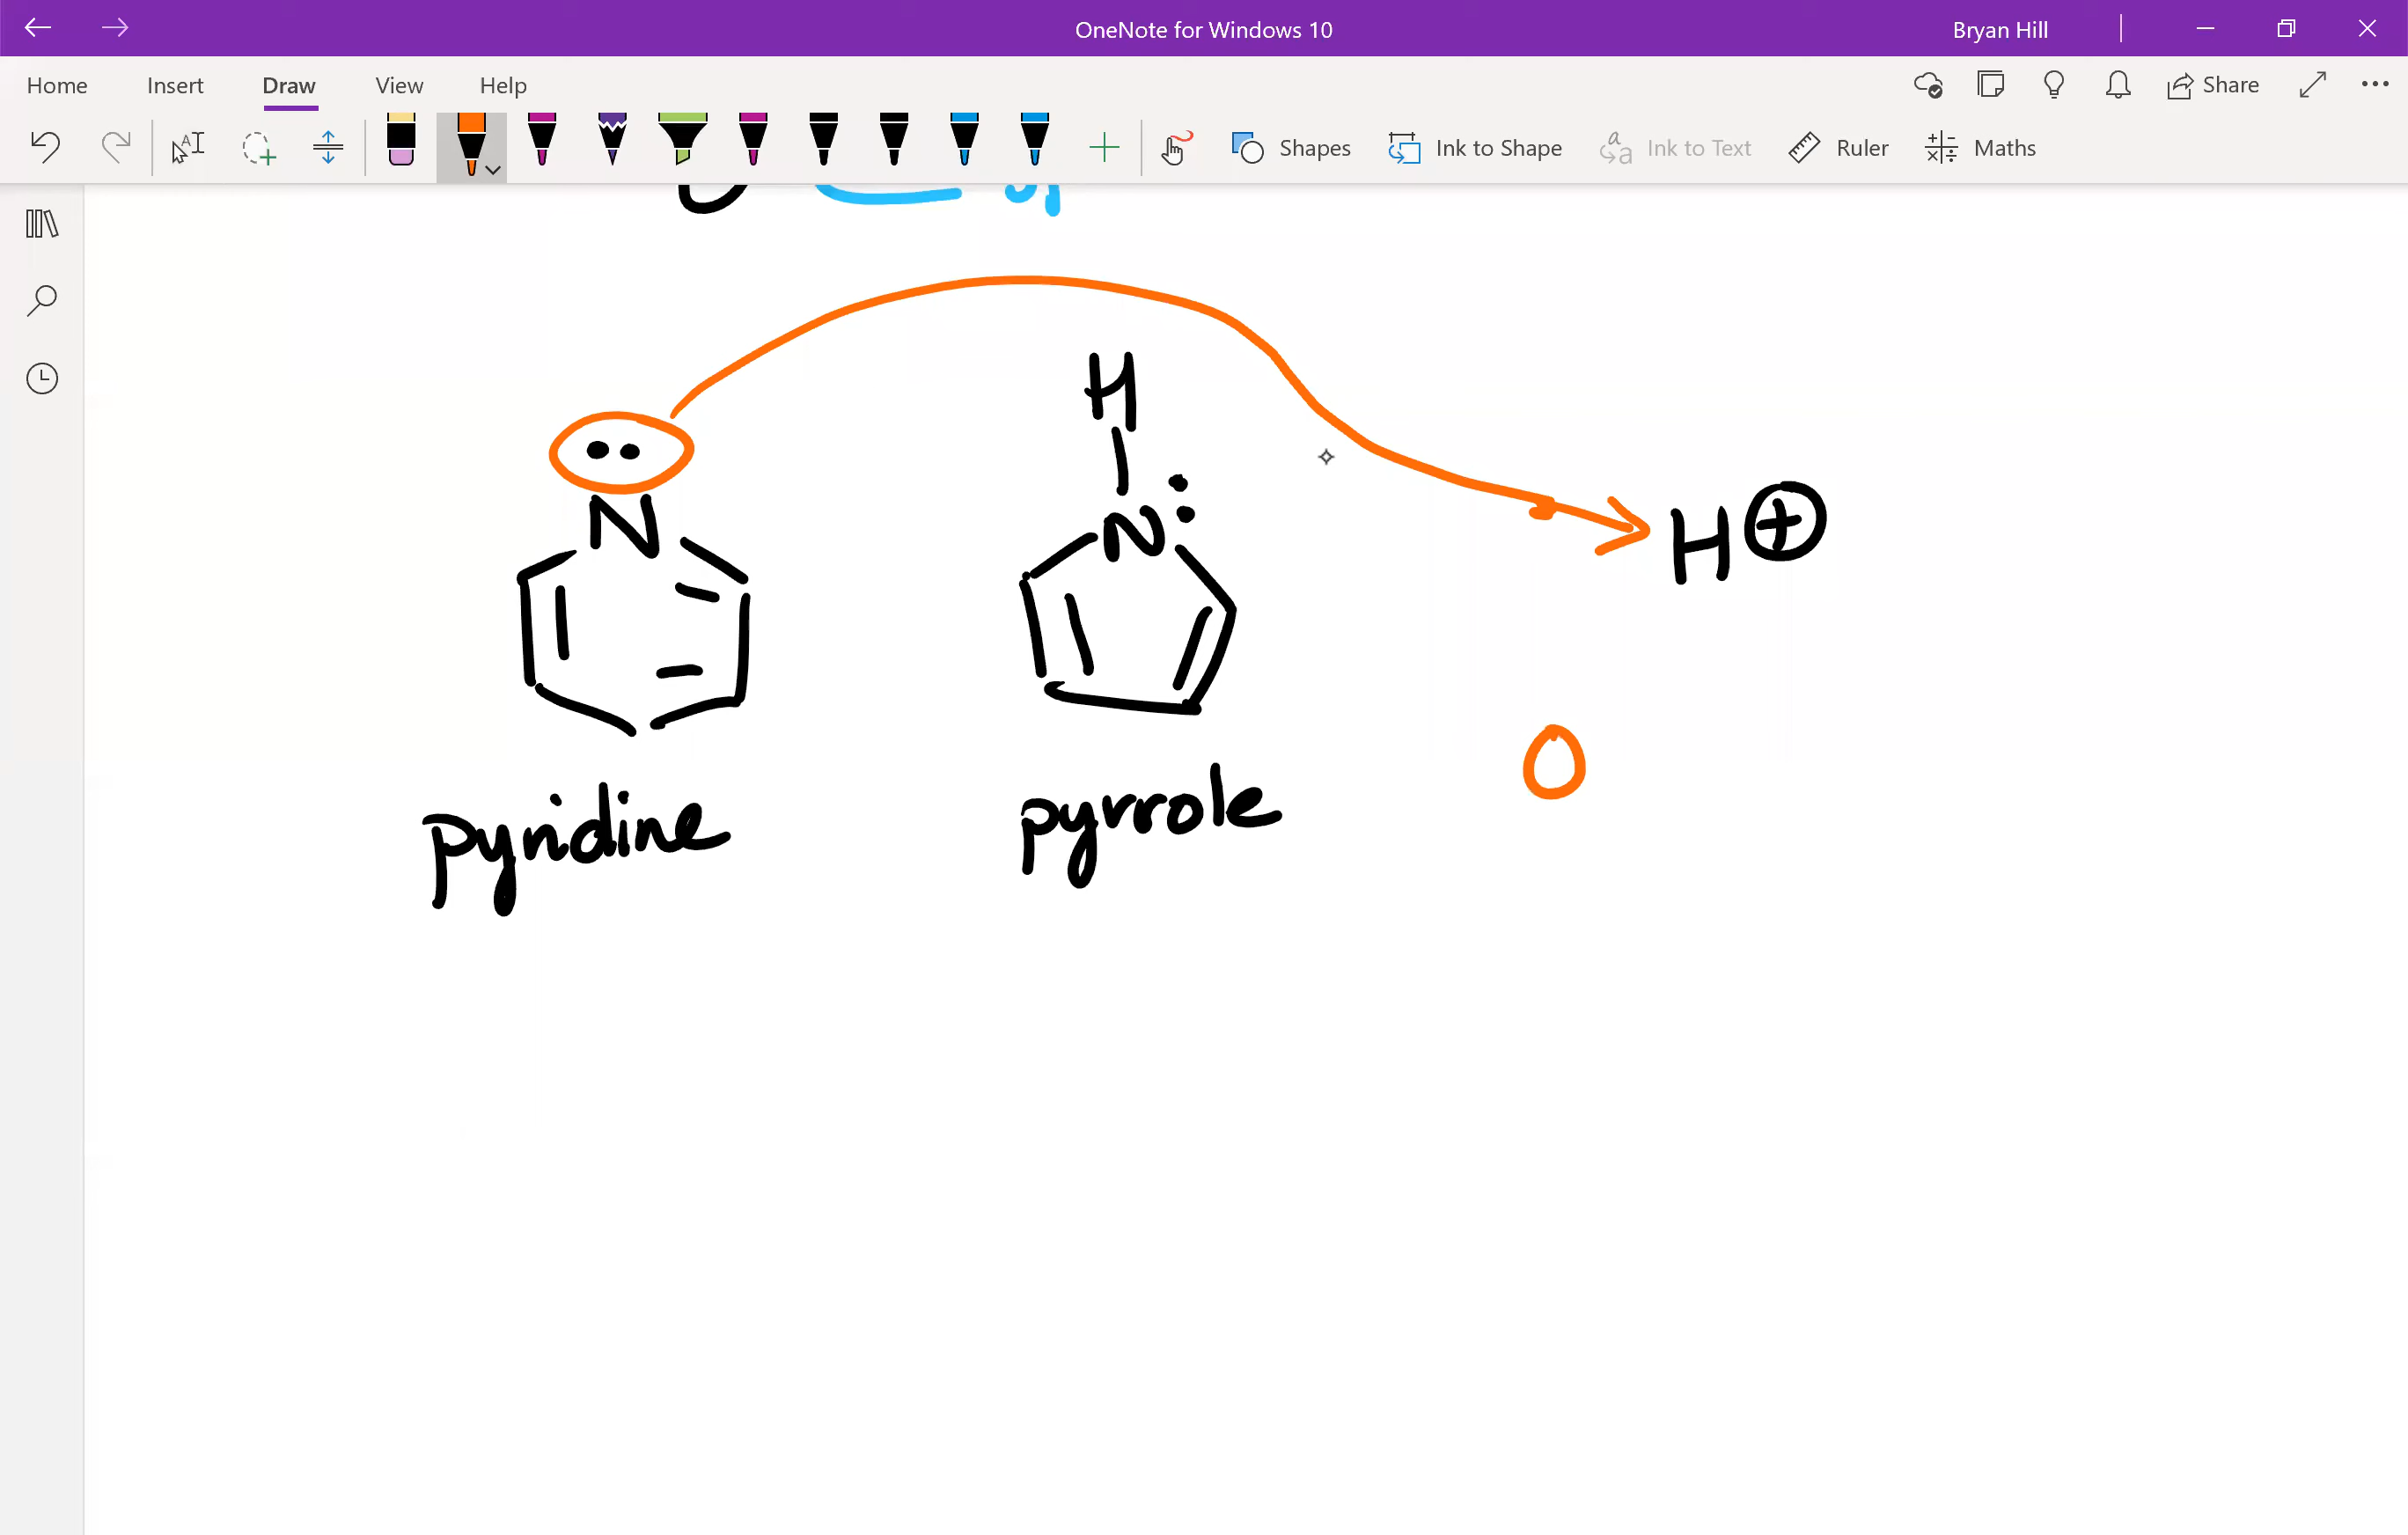 OneNote for Windows 10
Bryan Hill
Home Insert Draw View Help
Share
Shapes Ink to Shape Ink to Text Ruler Maths
H
N
N
H+
O
pyridine
pyrrole